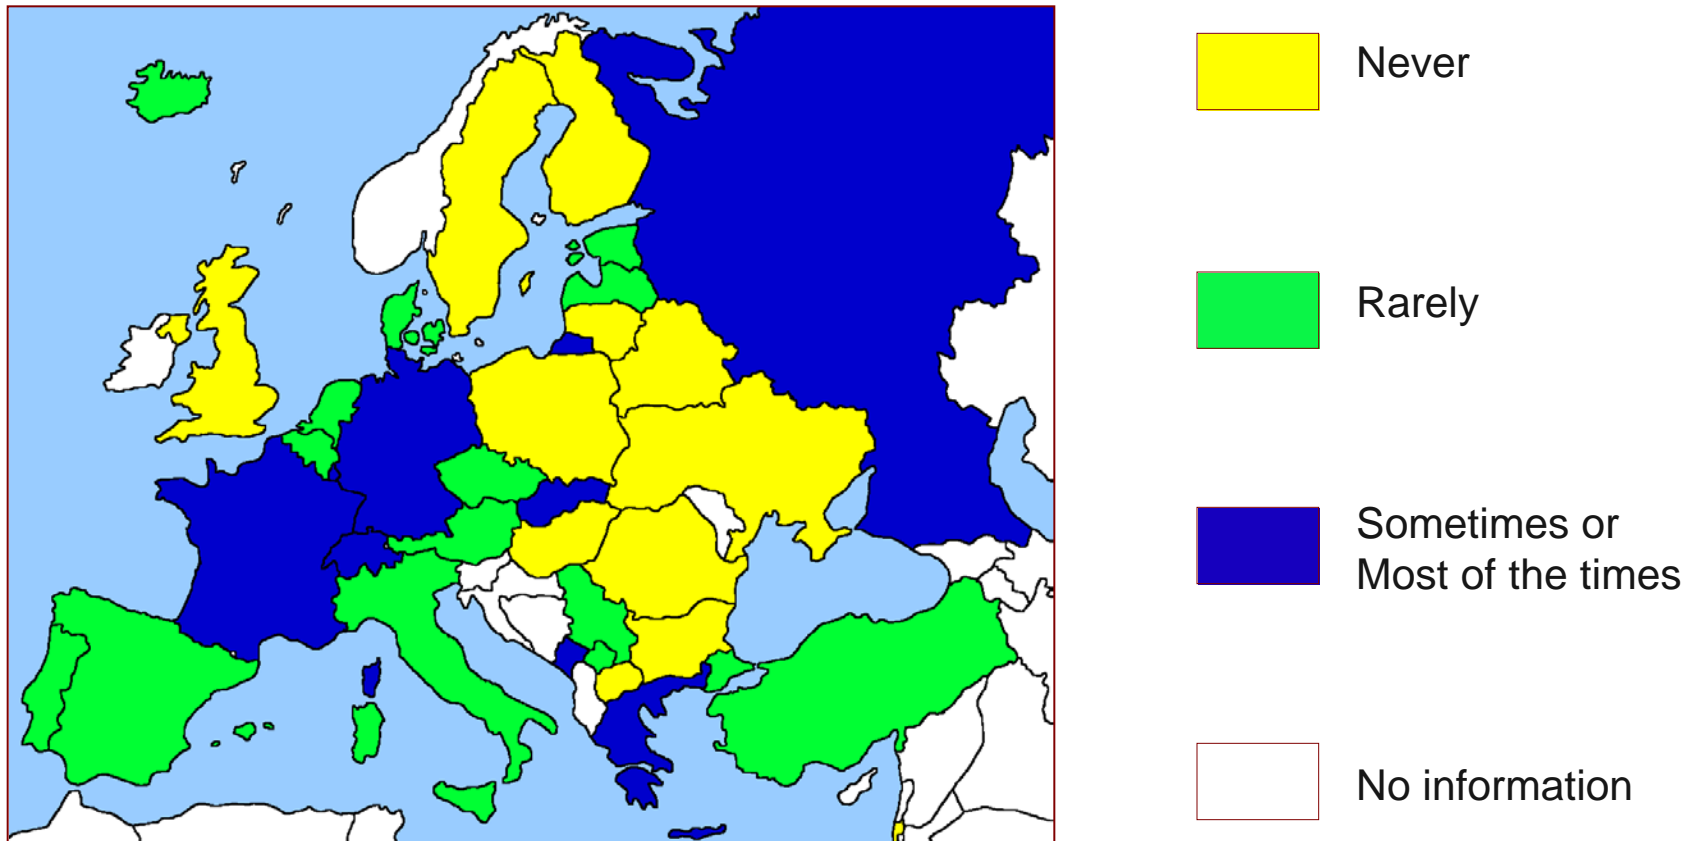 Never
Rarely
Sometimes or
Most of the times
No information